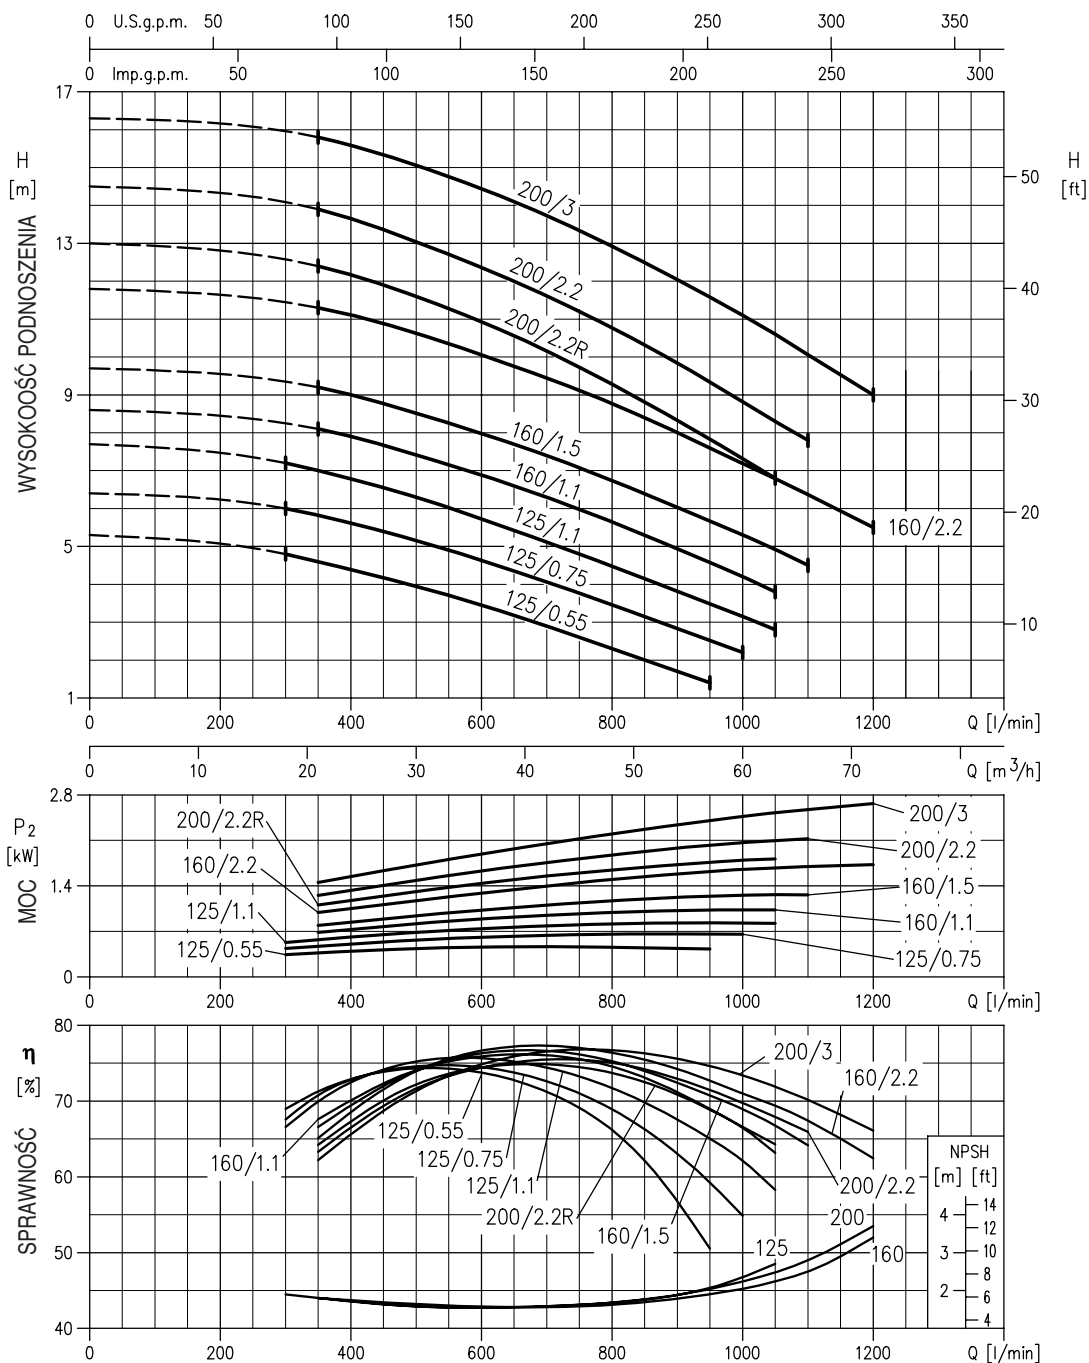 0 U.S.g.p.m. 50 100 150 200 250 300 350
0 Imp.g.p.m. 50 100 150 200 250 300
17
H
[m]
13
9
5
1
WYSOKOOŚĆ PODNOSZENIA
H
[ft]
50
40
30
20
10
200/3
200/2.2
200/2.2R
160/1.5
160/1.1
125/1.1
125/0.75
125/0.55
160/2.2
0 200 400 600 800 1000 1200 Q [l/min]
0 10 20 30 40 50 60 70 Q [m³/h]
2.8
P₂
[kW]
1.4
0
MOC
200/2.2R
160/2.2
125/1.1
125/0.55
200/3
200/2.2
160/1.5
160/1.1
125/0.75
0 200 400 600 800 1000 1200 Q [l/min]
80
η
[%]
70
60
50
40
SPRAWNOŚĆ
200/3
160/2.2
125/0.55
160/1.1
125/0.75
125/1.1
200/2.2R
160/1.5
200/2.2
200
125
160
NPSH
[m] [ft]
14
4
12
3
10
8
2
6
4
0 200 400 600 800 1000 1200 Q [l/min]